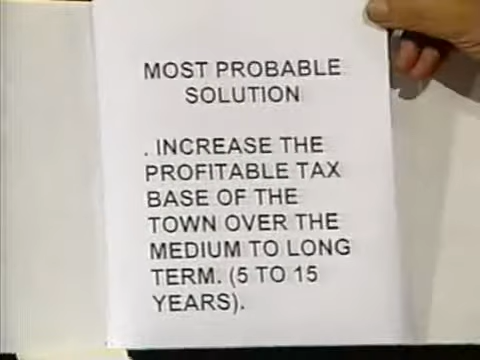 MOST PROBABLE
SOLUTION
. INCREASE THE
PROFITABLE TAX
BASE OF THE
TOWN OVER THE
MEDIUM TO LONG
TERM. (5 TO 15
YEARS).